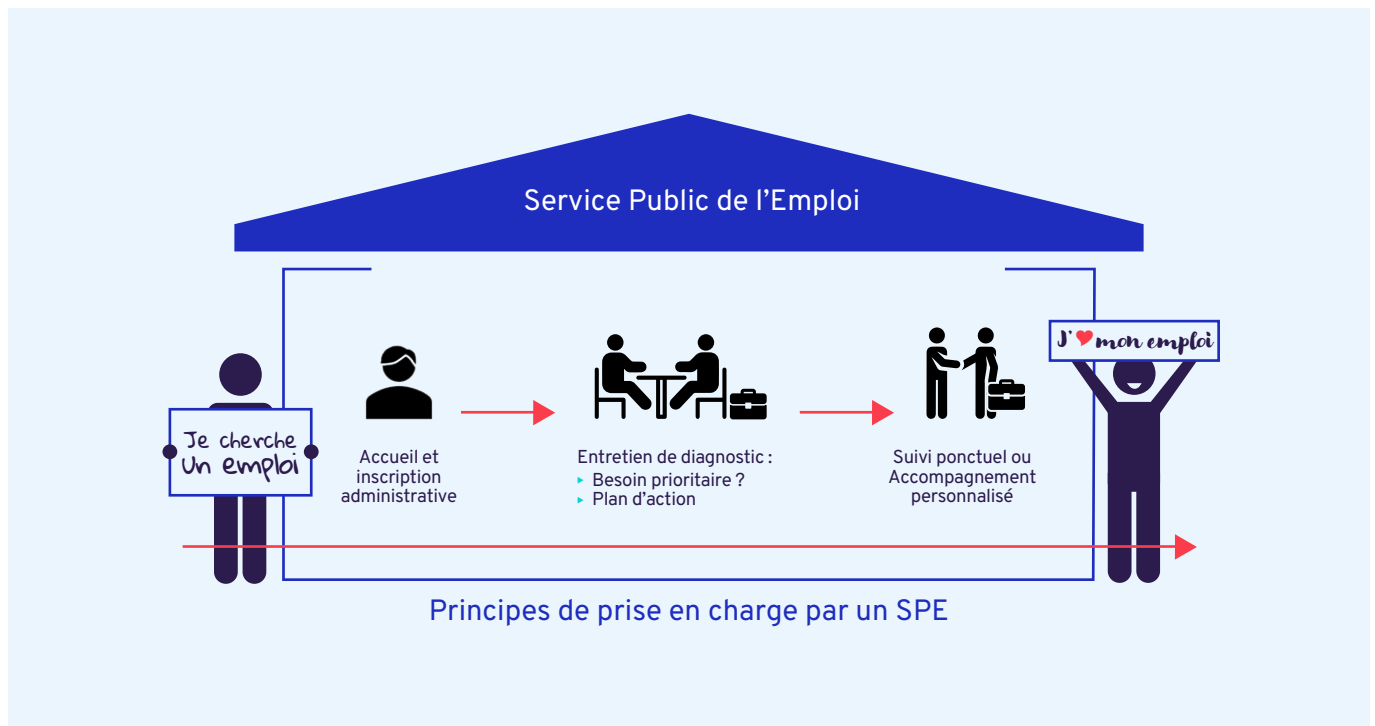 Service Public de l'Emploi
Je cherche
Un emploi
J'❤mon emploi
Accueil et
inscription
administrative
Entretien de diagnostic :
▸ Besoin prioritaire ?
▸ Plan d'action
Suivi ponctuel ou
Accompagnement
personnalisé
Principes de prise en charge par un SPE